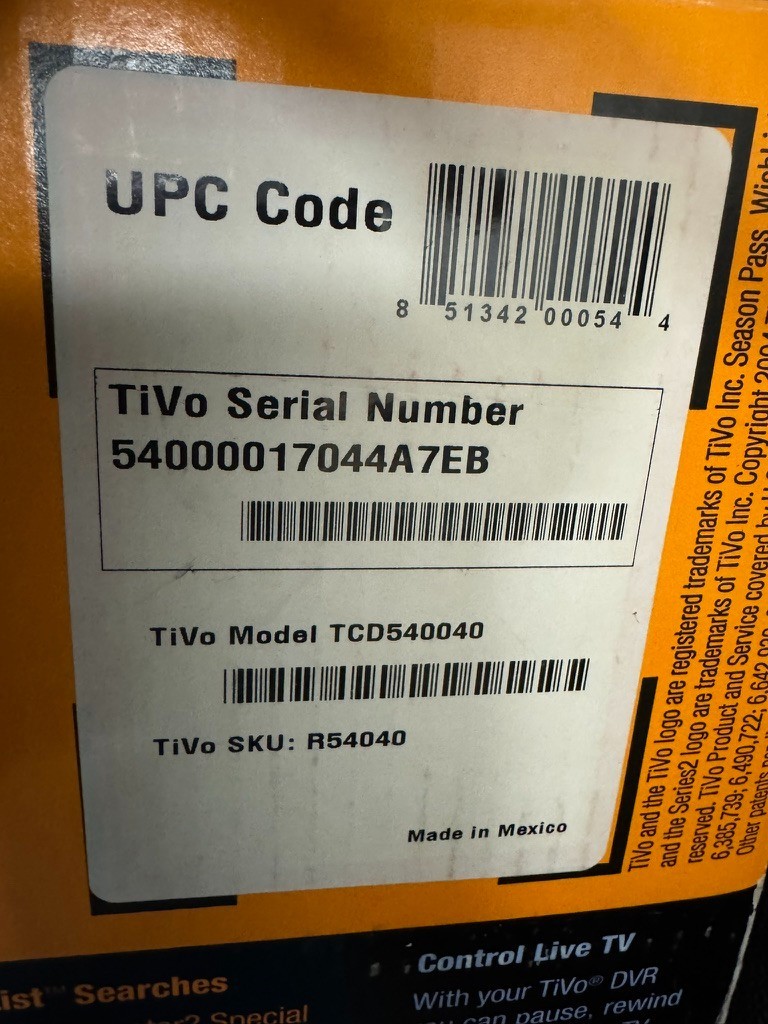 UPC Code
8 51342 00054 4
TiVo Serial Number
54000017044A7EB
TiVo Model TCD540040
TiVo SKU: R54040
Made in Mexico
TiVo and the TiVo logo are registered trademarks of TiVo Inc. Season Pass,
and the Series2 logo are trademarks of TiVo Inc. Copyright 2004
reserved. TiVo Product and Service covered by
6,385,739; 6,490,722;
Other patents
ist™ Searches
Special
Control Live TV
With your TiVo® DVR
can pause, rewind